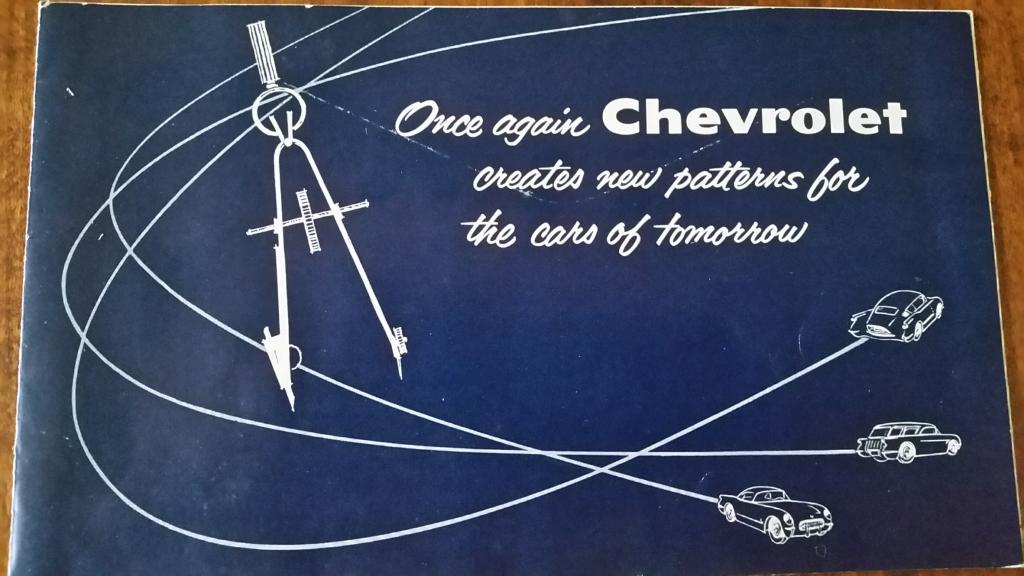 Once again Chevrolet
creates new patterns for
the cars of tomorrow